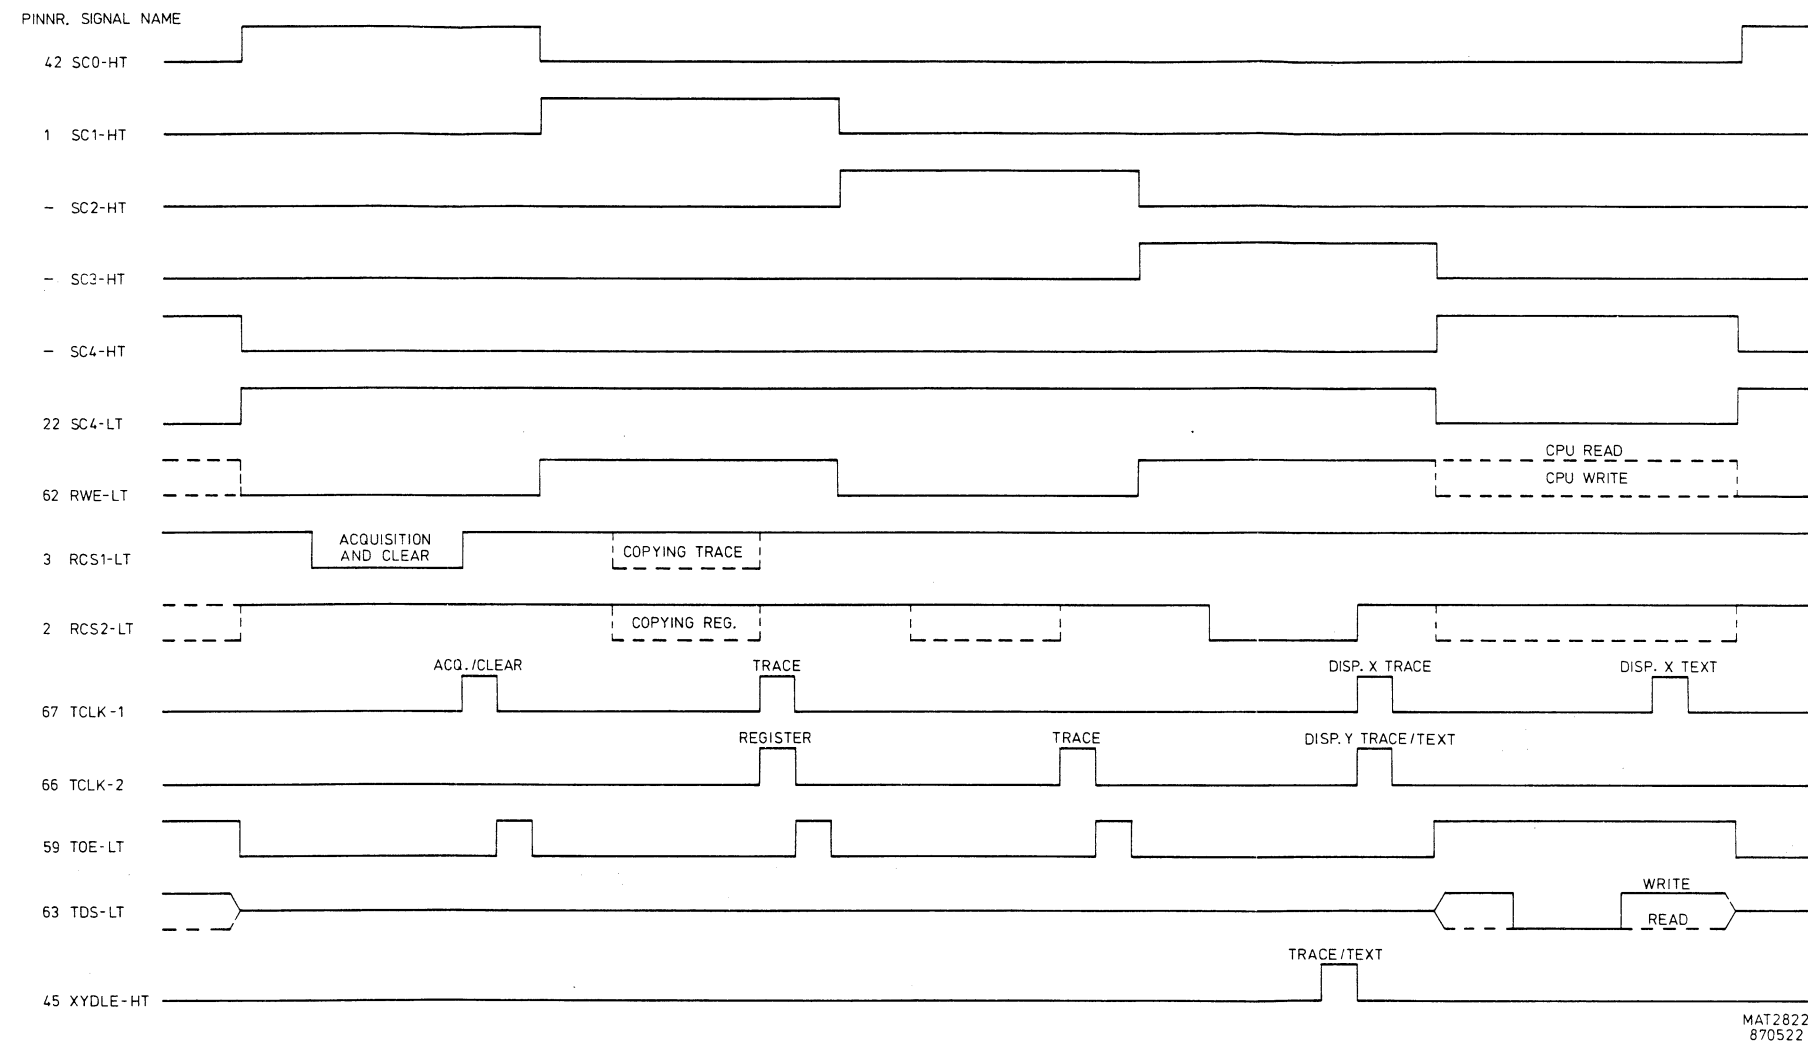 PINNR. SIGNAL NAME
42 SC0-HT
1 SC1-HT
- SC2-HT
- SC3-HT
- SC4-HT
22 SC4-LT
CPU READ
CPU WRITE
62 RWE-LT
ACQUISITION
AND CLEAR
COPYING TRACE
3 RCS1-LT
COPYING REG.
2 RCS2-LT
ACQ./CLEAR TRACE DISP. X TRACE DISP. X TEXT
67 TCLK-1
REGISTER TRACE DISP.Y TRACE/TEXT
66 TCLK-2
59 TOE-LT
WRITE
63 TDS-LT
READ
TRACE/TEXT
45 XYDLE-HT
MAT2822
870522